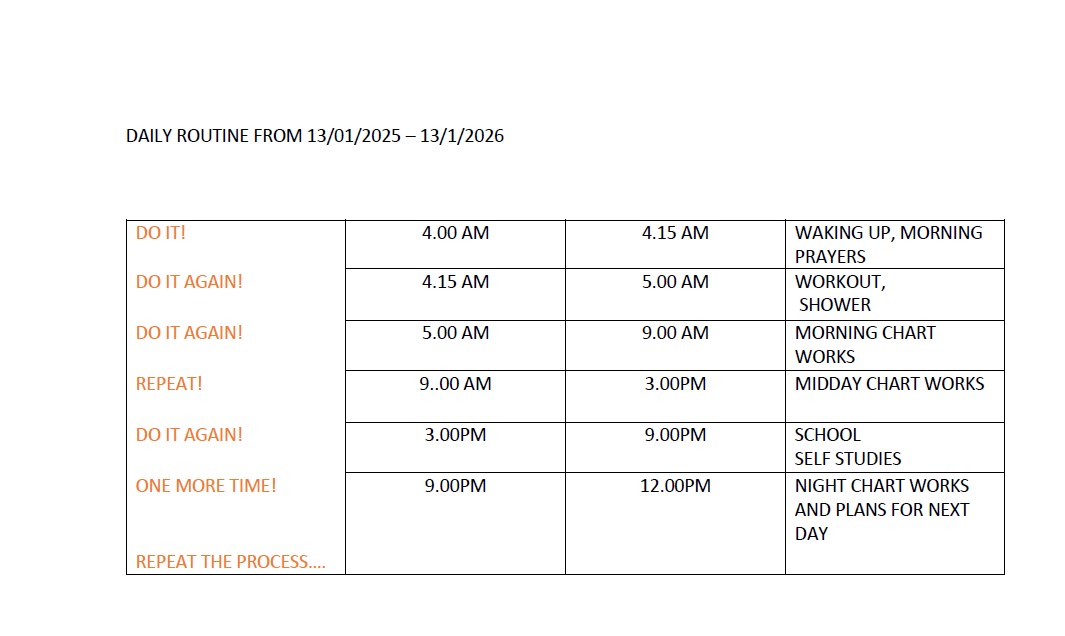 DAILY ROUTINE FROM 13/01/2025 – 13/1/2026
DO IT!
4.00 AM
4.15 AM
WAKING UP, MORNING
PRAYERS
DO IT AGAIN!
4.15 AM
5.00 AM
WORKOUT,
SHOWER
DO IT AGAIN!
5.00 AM
9.00 AM
MORNING CHART
WORKS
REPEAT!
9..00 AM
3.00PM
MIDDAY CHART WORKS
DO IT AGAIN!
3.00PM
9.00PM
SCHOOL
SELF STUDIES
ONE MORE TIME!
9.00PM
12.00PM
NIGHT CHART WORKS
AND PLANS FOR NEXT
DAY
REPEAT THE PROCESS....